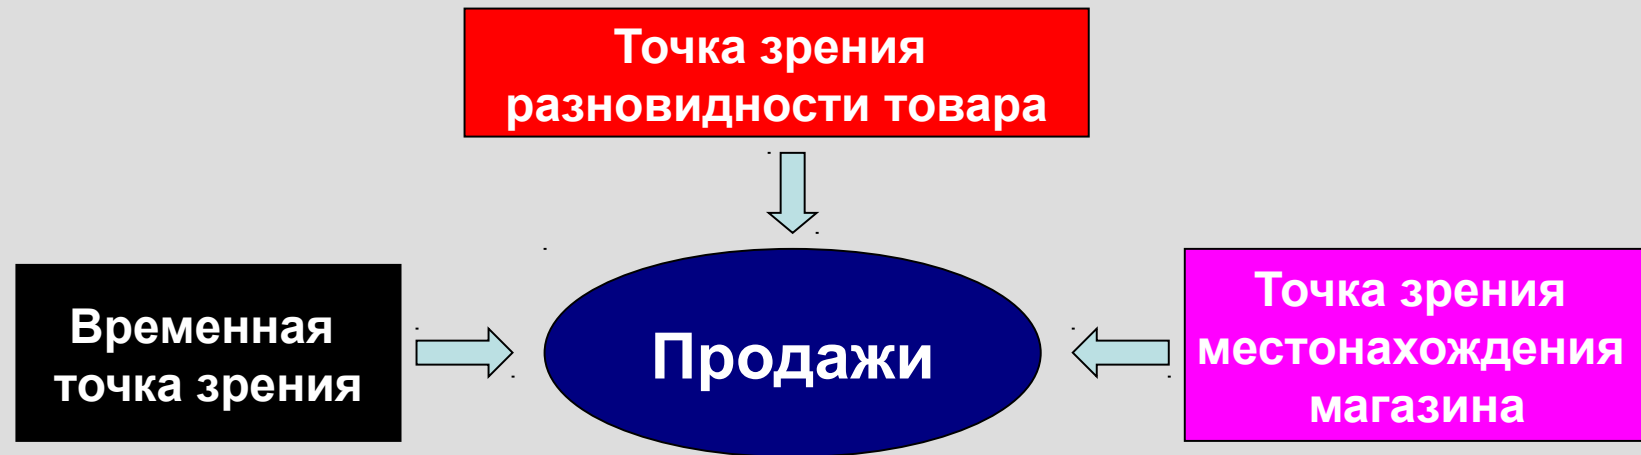 Точка зрения
разновидности товара
Временная
точка зрения
Продажи
Точка зрения
местонахождения
магазина